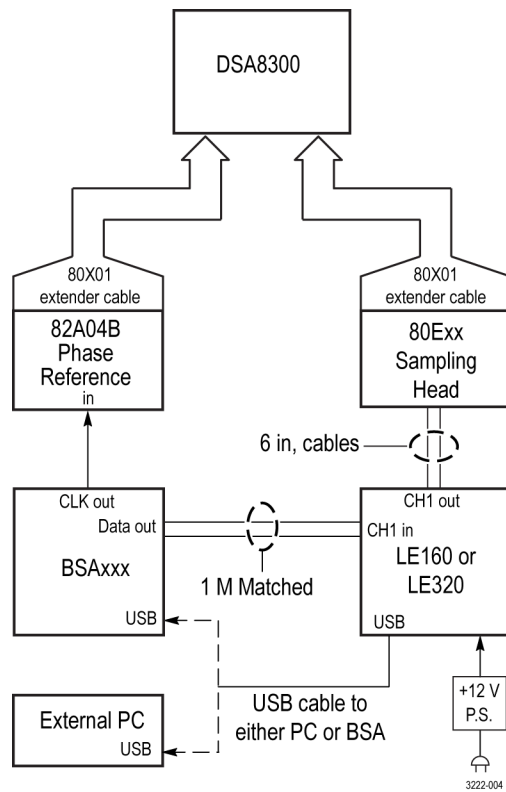 DSA8300
80X01
extender cable
82A04B
Phase
Reference
in
80X01
extender cable
80Exx
Sampling
Head
6 in, cables
CLK out
Data out
BSAxxx
USB
1 M Matched
CH1 out
CH1 in
LE160 or
LE320
USB
External PC
USB
USB cable to
either PC or BSA
+12 V
P.S.
3222-004